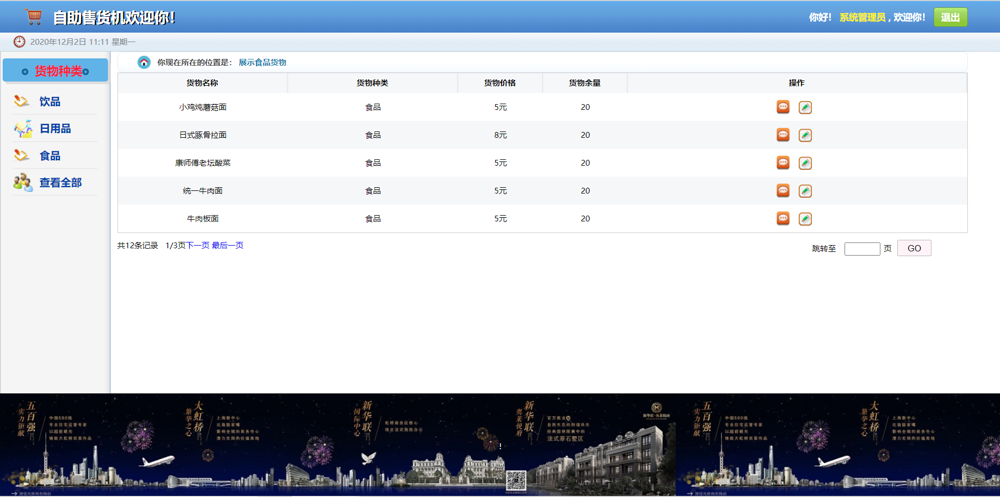 自助售货机欢迎你!
你好! 系统管理员 , 欢迎你! 退出
2020年12月2日 11:11 星期一
货物种类
饮品
日用品
食品
查看全部
你现在所在的位置是: 展示食品货物
货物名称 货物种类 货物价格 货物余量 操作
小鸡炖蘑菇面 食品 5元 20
日式豚骨拉面 食品 8元 20
康师傅老坛酸菜 食品 5元 20
统一牛肉面 食品 5元 20
牛肉板面 食品 5元 20
共12条记录 1/3页下一页 最后一页
跳转至 页 GO
五百强
实力钜献
中国500强
专业住宅运营专家
以超前眼光
铸就大虹桥双星作品
大虹桥
繁华之心
上海新中心
比肩陆家嘴
影响全城的商务中心
潜力无限的价值高地
新华联
国际中心
虹桥商务区核心
纯正法式独栋办公
新华联
奥莱悦府
百万商业
自然生态的和谐共生
经典园林围裹中的
法式原石墅区
新华联·奥莱悦府
!
五百强
实力钜献
中国500强
专业住宅运营专家
以超前眼光
铸就大虹桥双星作品
大虹桥
繁华之心
上海新中心
比肩陆家嘴
影响全城的商务中心
潜力无限的价值高地